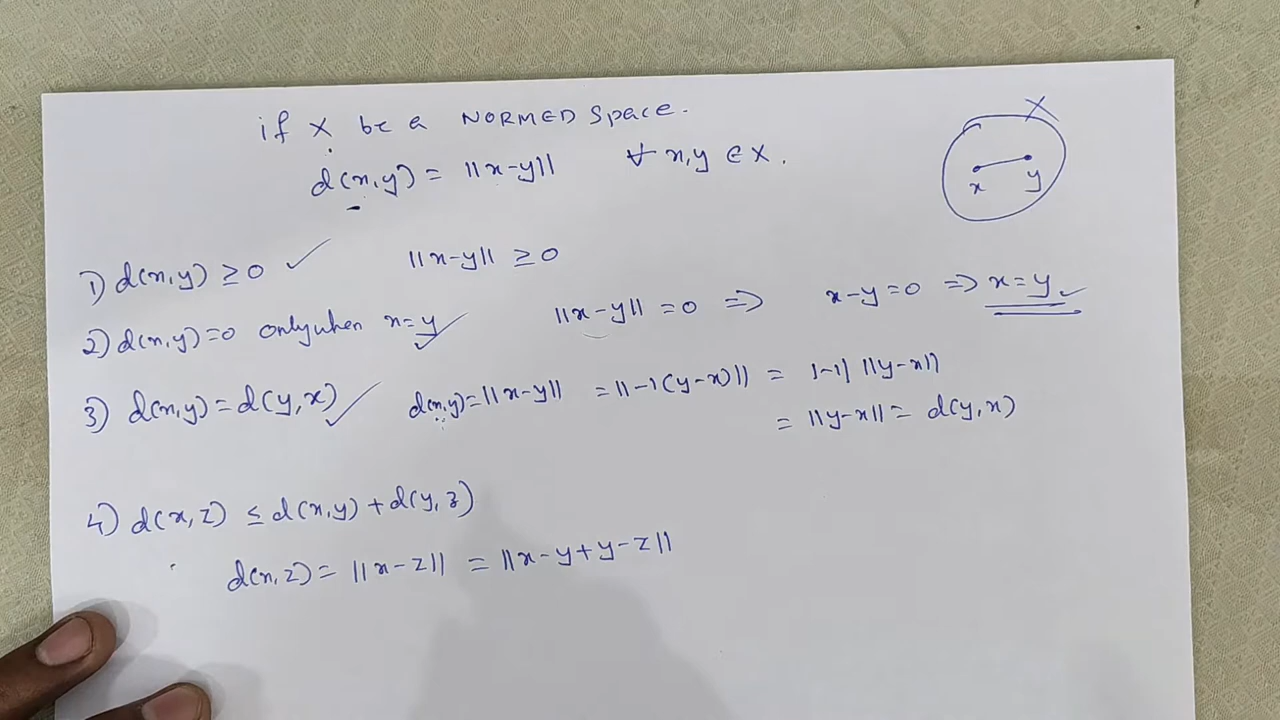 if X be a NORMED Space.
d(x,y) = ||x-y|| ∀ x,y ∈ X.
X
x y
1) d(x,y) ≥ 0 ✓ ||x-y|| ≥ 0
2) d(x,y)=0 only when x=y ✓ ||x-y|| = 0 => x-y=0 => x=y ✓
3) d(x,y) = d(y,x) ✓ d(x,y)=||x-y|| = ||-1(y-x)|| = |-1| ||y-x||
= ||y-x|| = d(y,x)
4) d(x,z) ≤ d(x,y) + d(y,z)
d(x,z) = ||x-z|| = ||x-y+y-z||